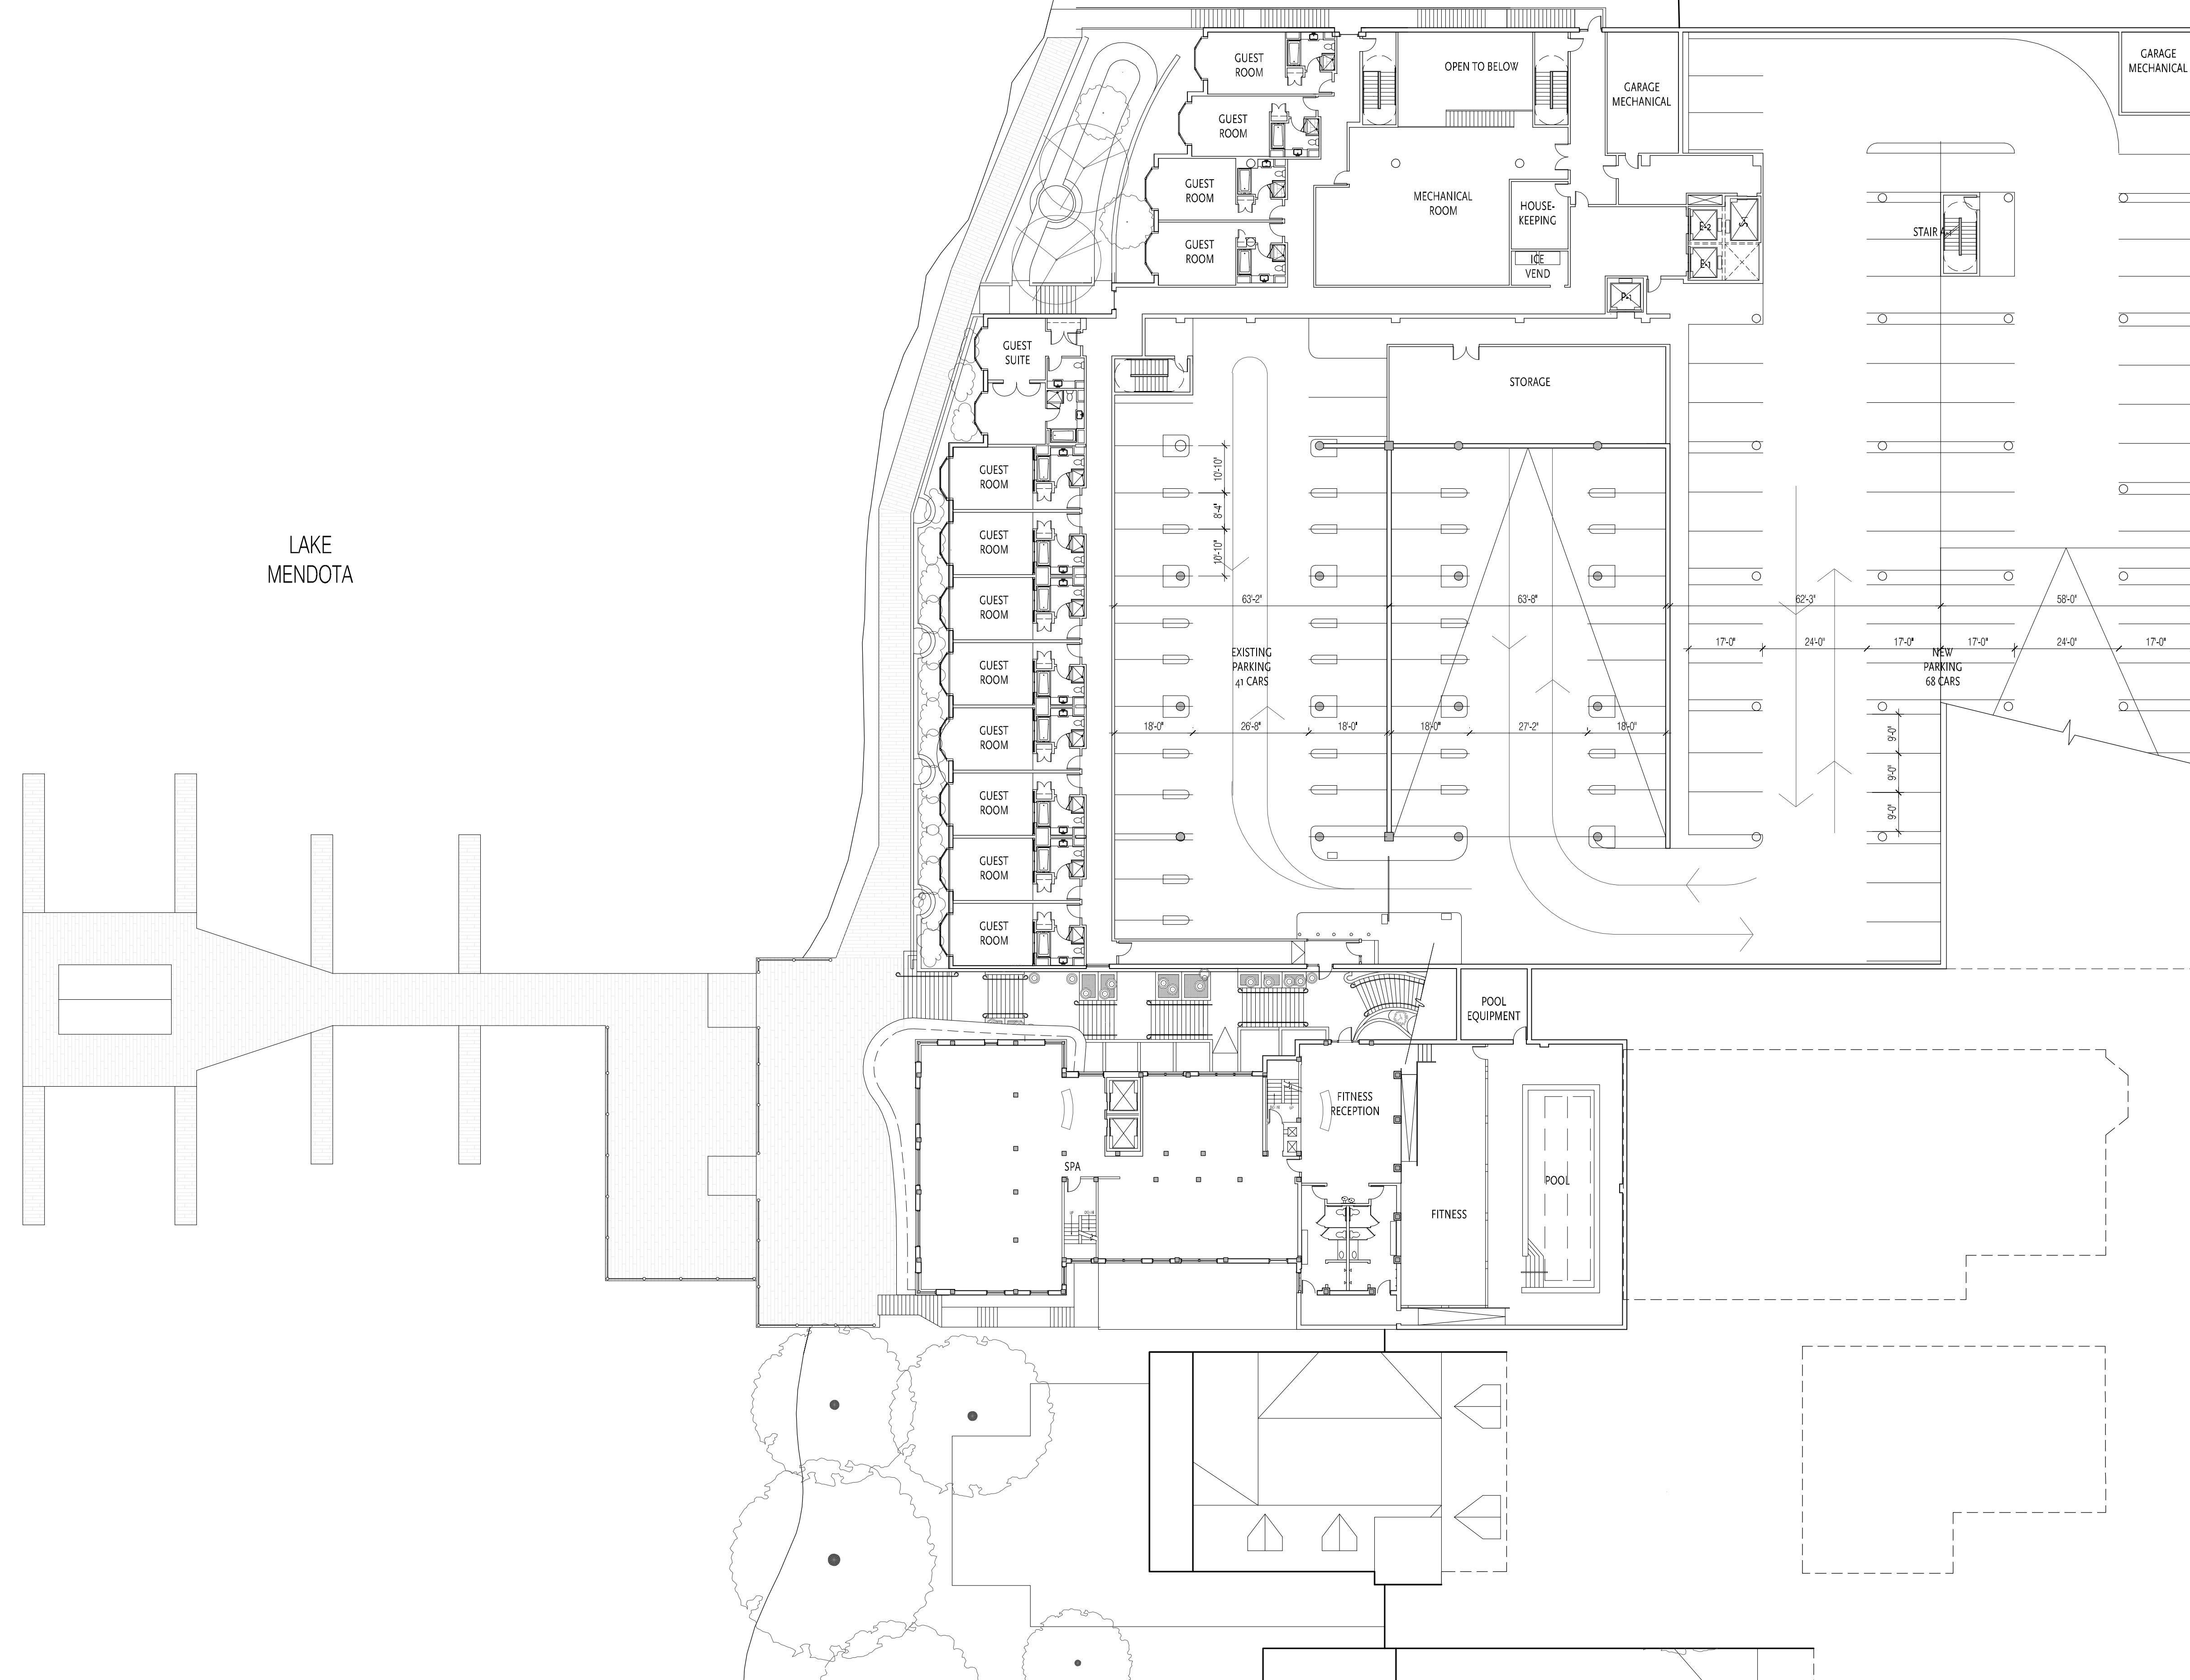 GUEST
ROOM
OPEN TO BELOW
GARAGE
MECHANICAL
GARAGE
MECHANICAL
GUEST
ROOM
GUEST
ROOM
MECHANICAL
ROOM
HOUSE-
KEEPING
E-2
S-1
STAIR A-1
GUEST
ROOM
ICE
VEND
E-1
P-1
GUEST
SUITE
STORAGE
GUEST
ROOM
10'-10"
8'-4"
10'-10"
LAKE
MENDOTA
GUEST
ROOM
GUEST
ROOM
63'-2"
63'-8"
62'-3"
58'-0"
17'-0"
24'-0"
17'-0"
17'-0"
24'-0"
17'-0"
GUEST
ROOM
EXISTING
PARKING
41 CARS
NEW
PARKING
68 CARS
GUEST
ROOM
18'-0"
26'-8"
18'-0"
18'-0"
27'-2"
18'-0"
9'-0"
9'-0"
9'-0"
GUEST
ROOM
GUEST
ROOM
GUEST
ROOM
POOL
EQUIPMENT
FITNESS
RECEPTION
SPA
POOL
FITNESS